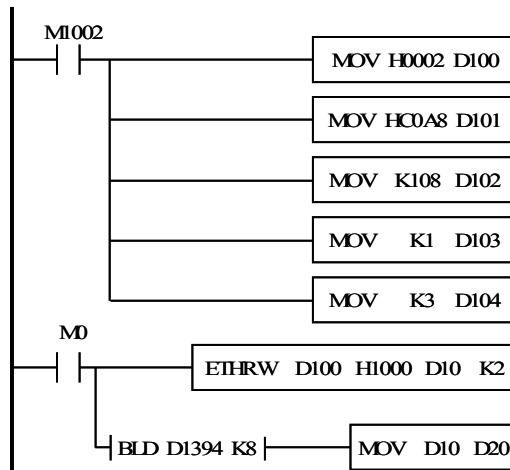 M1002
MOV H0002 D100
MOV HC0A8 D101
MOV K108 D102
MOV K1 D103
MOV K3 D104
M0
ETHRW D100 H1000 D10 K2
BLD D1394 K8
MOV D10 D20